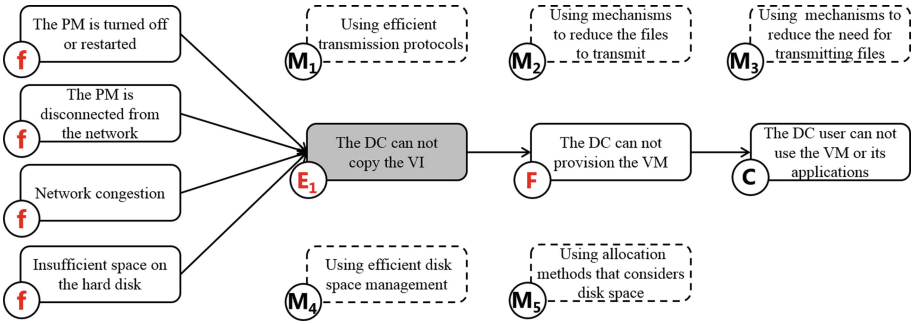 The PM is turned off
or restarted
f
Using efficient
transmission protocols
M1
Using mechanisms
to reduce the files
to transmit
M2
Using mechanisms to
reduce the need for
transmitting files
M3
The PM is
disconnected from
the network
f
The DC can not
copy the VI
E1
The DC can not
provision the VM
F
The DC user can not
use the VM or its
applications
C
Network congestion
f
Insufficient space on
the hard disk
f
Using efficient disk
space management
M4
Using allocation
methods that considers
disk space
M5